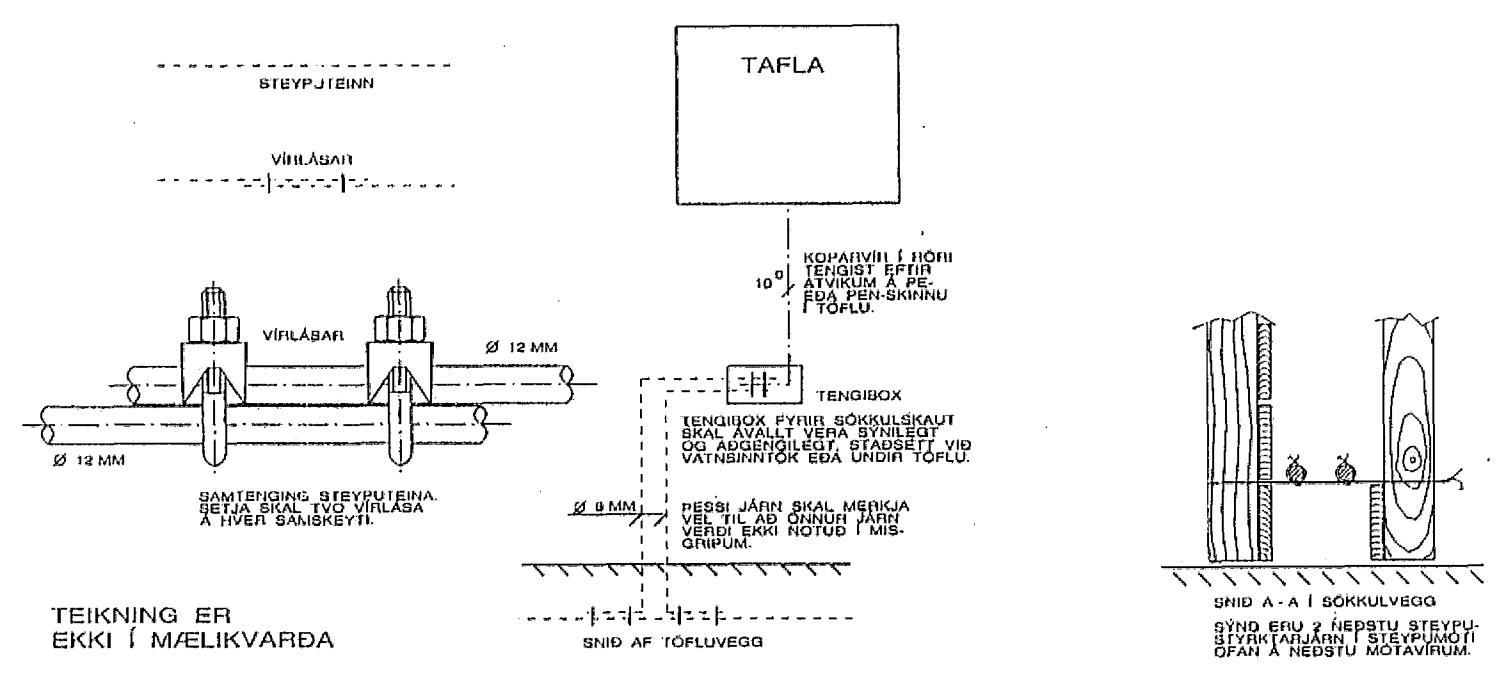 STEYPUTEINN
VÍRLÁSAR
VÍRLÁSAR
Ø 12 MM
Ø 12 MM
SAMTENGING STEYPUTEINA.
SETJA SKAL TVO VÍRLÁSA
Á HVER SAMSKEYTI.
TEIKNING ER
EKKI Í MÆLIKVARÐA
TAFLA
10
KOPARVÍR Í RÖRI
TENGIST EFTIR
ATVIKUM Á PE-
EÐA PEN-SKINNU
Í TÖFLU.
TENGIBOX
TENGIBOX FYRIR SÖKKULSKAUT
SKAL ÁVALLT VERA SÝNILEGT
OG AÐGENGILEGT, STAÐSETT VIÐ
VATNSINNTÖK EÐA UNDIR TÖFLU.
Ø 8 MM
ÞESSI JÁRN SKAL MERKJA
VEL TIL AÐ ÖNNUR JÁRN
VERÐI EKKI NOTUÐ Í MIS-
GRIPUM.
SNIÐ AF TÖFLUVEGG
SNIÐ A-A Í SÖKKULVEGG
SÝND ERU 2 NEÐSTU STEYPU-
STYRKTARJÁRN Í STEYPUMÓTI
OFAN Á NEÐSTU MÓTAVÍRUM.